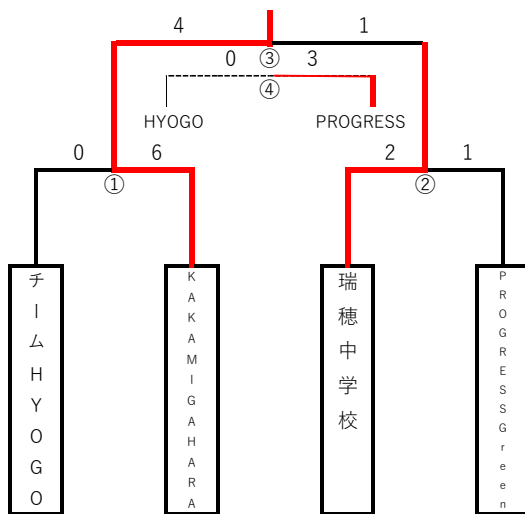 4 1
0 ③ 3
④
HYOGO PROGRESS
0 6 2 1
① ②
チームHYOGO
KAKAMIGAHARA
瑞穂中学校
PROGRESSGreen